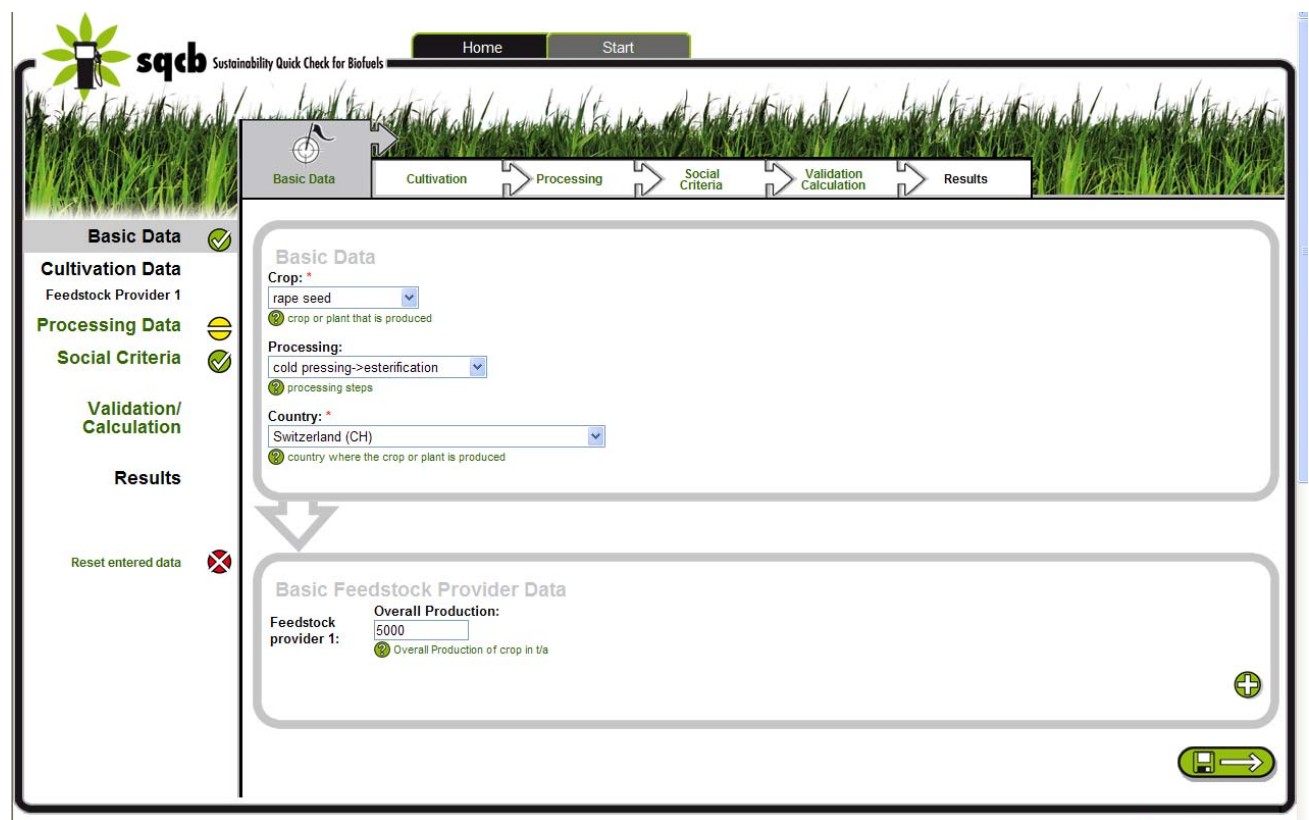 sqcb Sustainability Quick Check for Biofuels
Home
Start
Basic Data
Cultivation
Processing
Social
Criteria
Validation
Calculation
Results
Basic Data
Cultivation Data
Feedstock Provider 1
Processing Data
Social Criteria
Validation/
Calculation
Results
Reset entered data
Basic Data
Crop: *
rape seed
? crop or plant that is produced
Processing:
cold pressing->esterification
? processing steps
Country: *
Switzerland (CH)
? country where the crop or plant is produced
Basic Feedstock Provider Data
Feedstock
provider 1:
Overall Production:
5000
? Overall Production of crop in t/a